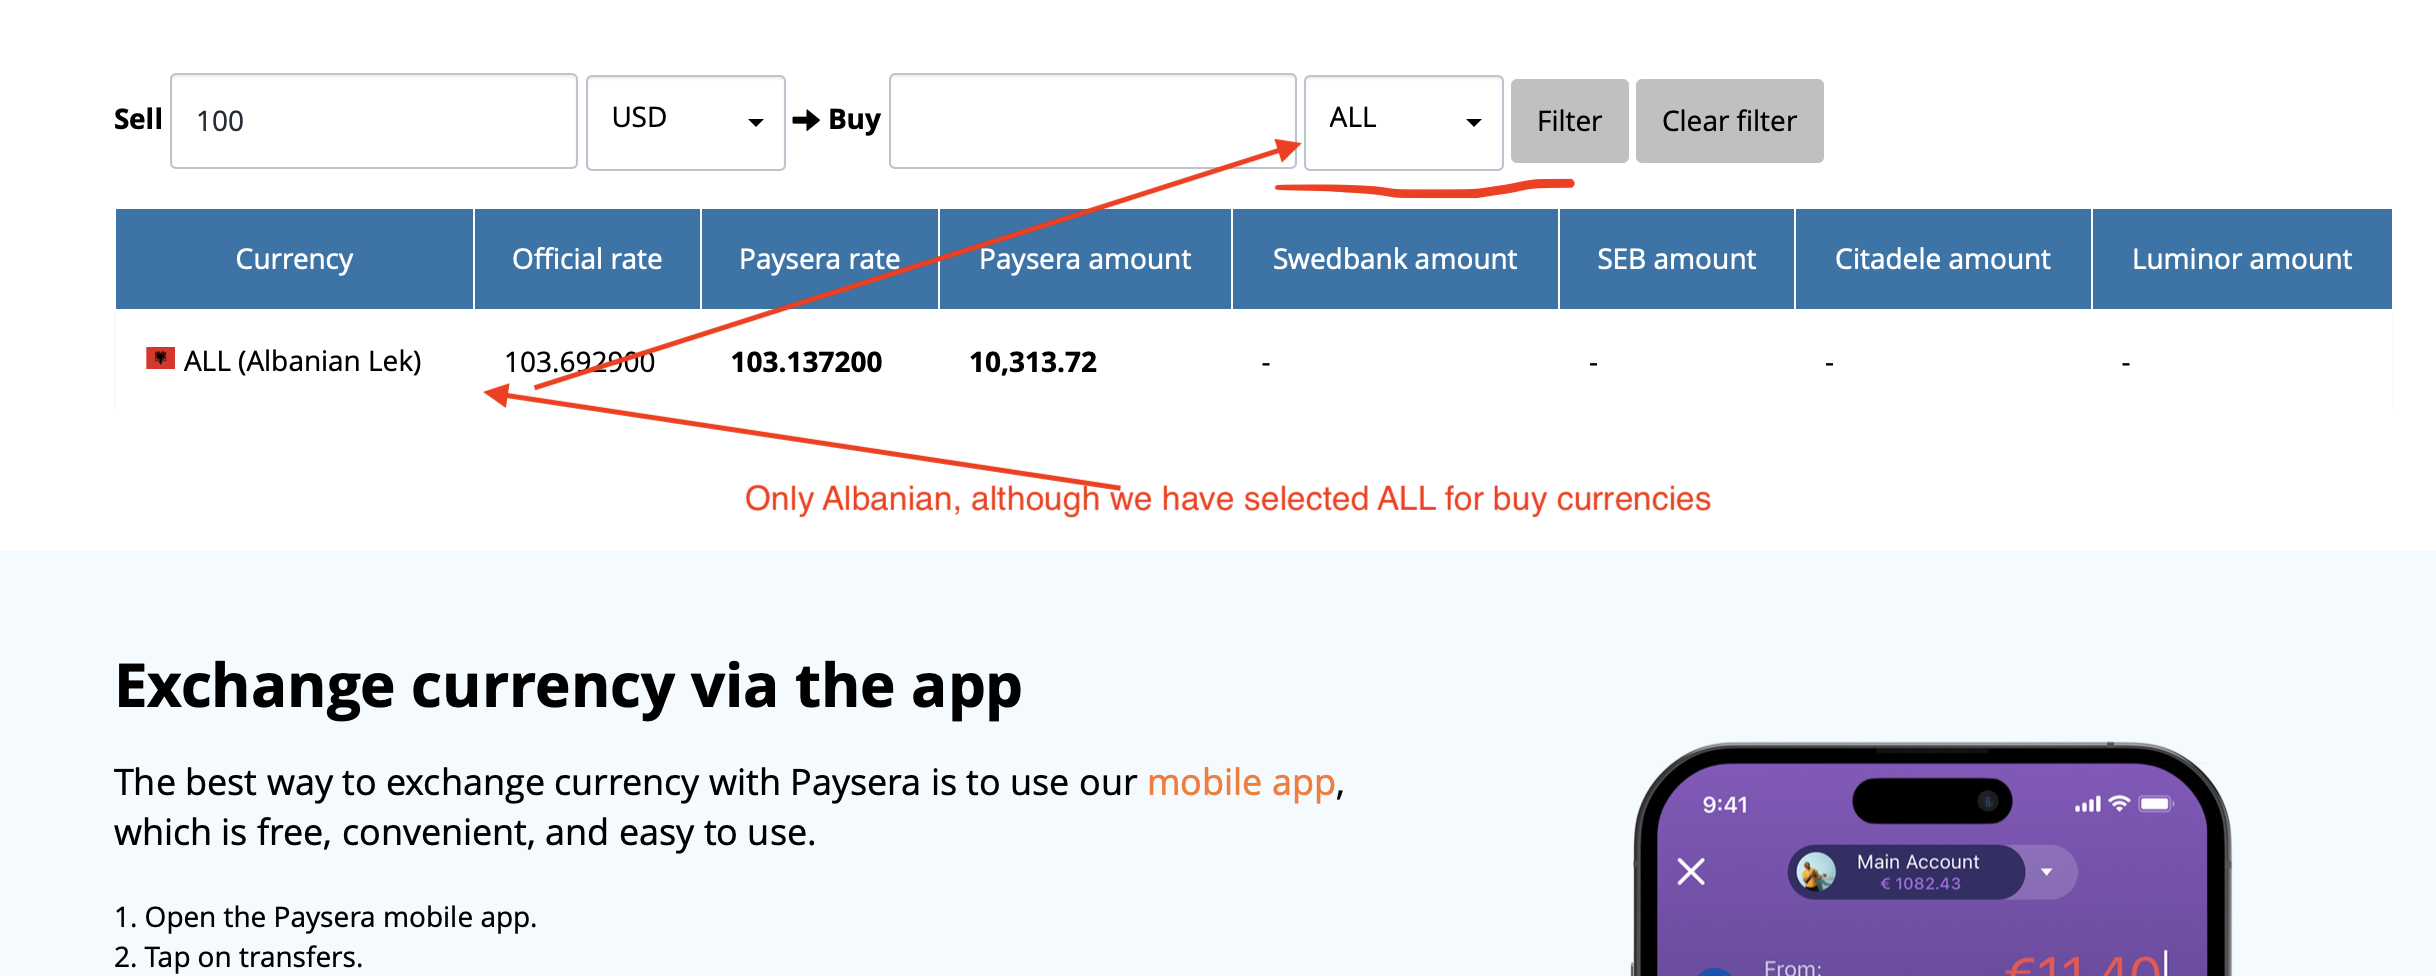 Sell 100 USD Buy ALL Filter Clear filter
Currency Official rate Paysera rate Paysera amount Swedbank amount SEB amount Citadele amount Luminor amount
ALL (Albanian Lek) 103.692900 103.137200 10,313.72 - - - -
Only Albanian, although we have selected ALL for buy currencies
Exchange currency via the app
The best way to exchange currency with Paysera is to use our mobile app,
which is free, convenient, and easy to use.
1. Open the Paysera mobile app.
2. Tap on transfers.
9:41
Main Account
€ 1082.43
From:
€11.40